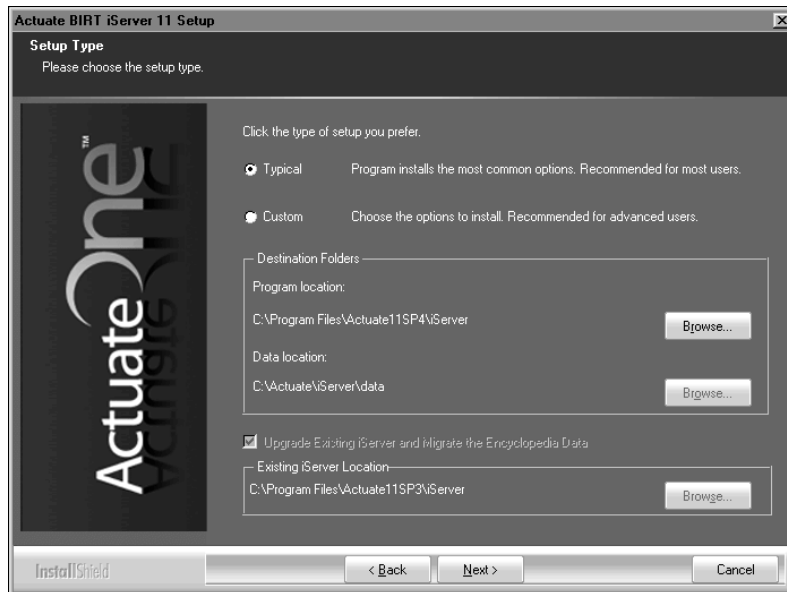 Actuate BIRT iServer 11 Setup
Setup Type
Please choose the setup type.
ActuateOne™
Click the type of setup you prefer.
Typical Program installs the most common options. Recommended for most users.
Custom Choose the options to install. Recommended for advanced users.
Destination Folders
Program location:
C:\Program Files\Actuate11SP4\iServer
Browse...
Data location:
C:\Actuate\iServer\data
Browse...
Upgrade Existing iServer and Migrate the Encyclopedia Data
Existing iServer Location
C:\Program Files\Actuate11SP3\iServer
Browse...
InstallShield
< Back Next > Cancel